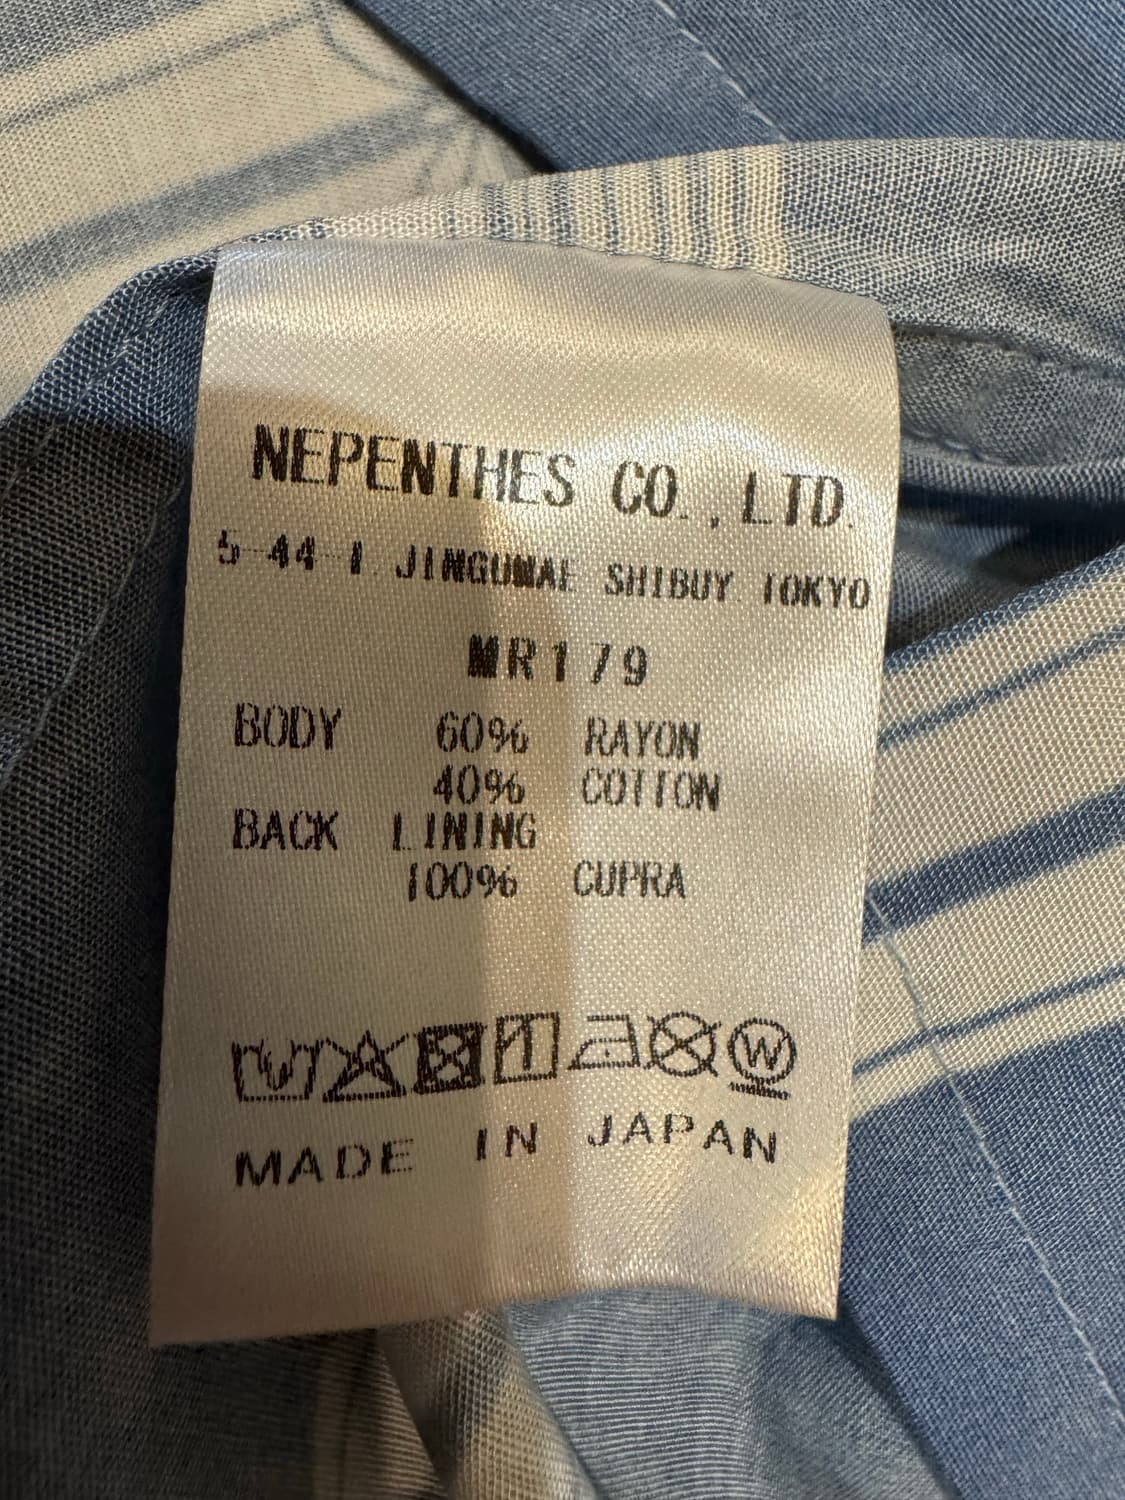 NEPENTHES CO.,LTD.
5-44-1 JINGUMAE SHIBUY TOKYO
MR179
BODY 60% RAYON
40% COTTON
BACK LINING
100% CUPRA
W
MADE IN JAPAN